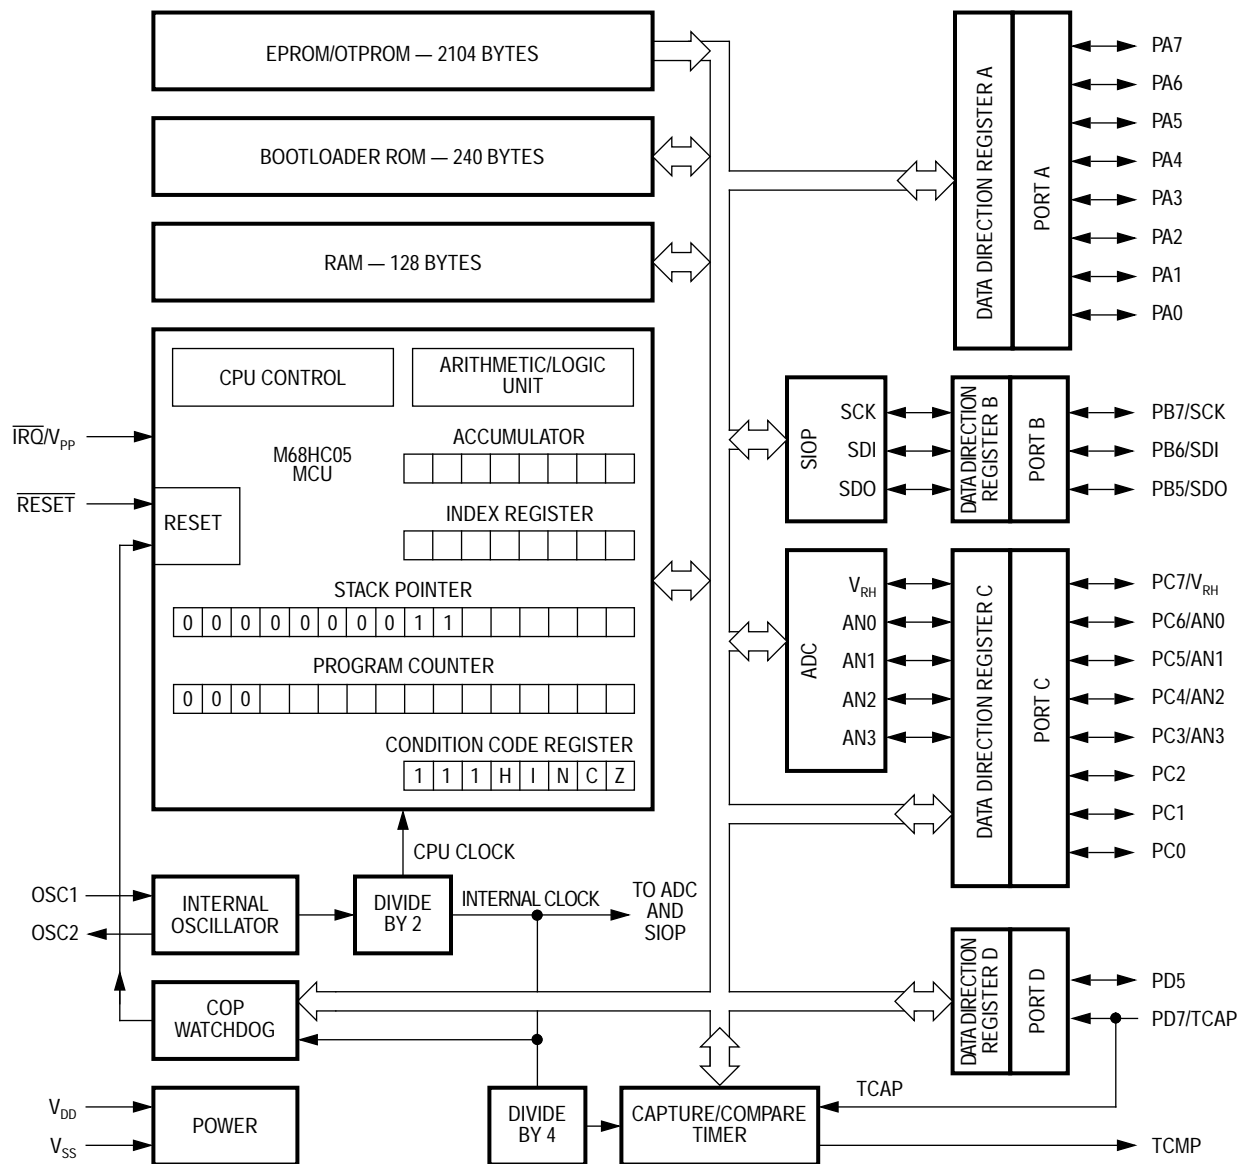 EPROM/OTPROM — 2104 BYTES
BOOTLOADER ROM — 240 BYTES
RAM — 128 BYTES
CPU CONTROL
ARITHMETIC/LOGIC
UNIT
M68HC05
MCU
ACCUMULATOR
INDEX REGISTER
STACK POINTER
0 0 0 0 0 0 0 0 1 1
PROGRAM COUNTER
0 0 0
CONDITION CODE REGISTER
1 1 1 H I N C Z
IRQ/VPP
RESET
RESET
CPU CLOCK
OSC1
OSC2
INTERNAL
OSCILLATOR
DIVIDE
BY 2
INTERNAL CLOCK
TO ADC
AND
SIOP
COP
WATCHDOG
VDD
VSS
POWER
DIVIDE
BY 4
CAPTURE/COMPARE
TIMER
TCAP
TCMP
DATA DIRECTION REGISTER A
PORT A
PA7
PA6
PA5
PA4
PA3
PA2
PA1
PA0
SIOP
SCK
SDI
SDO
DATA DIRECTION
REGISTER B
PORT B
PB7/SCK
PB6/SDI
PB5/SDO
ADC
VRH
AN0
AN1
AN2
AN3
DATA DIRECTION REGISTER C
PORT C
PC7/VRH
PC6/AN0
PC5/AN1
PC4/AN2
PC3/AN3
PC2
PC1
PC0
DATA DIRECTION
REGISTER D
PORT D
PD5
PD7/TCAP